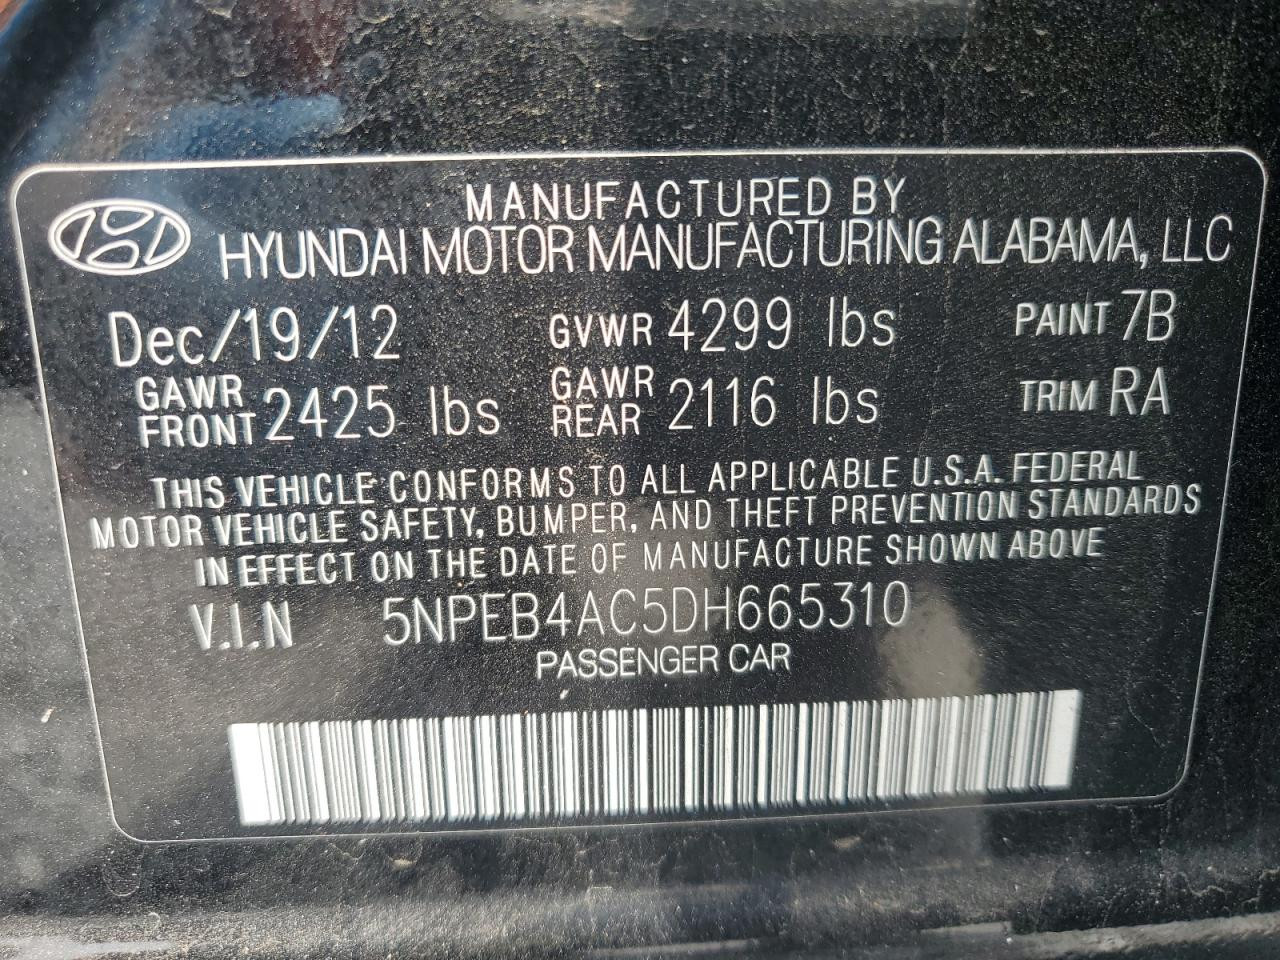 MANUFACTURED BY
HYUNDAI MOTOR MANUFACTURING ALABAMA, LLC
Dec/19/12 GVWR 4299 lbs PAINT 7B
GAWR FRONT 2425 lbs GAWR REAR 2116 lbs TRIM RA
THIS VEHICLE CONFORMS TO ALL APPLICABLE U.S.A. FEDERAL
MOTOR VEHICLE SAFETY, BUMPER, AND THEFT PREVENTION STANDARDS
IN EFFECT ON THE DATE OF MANUFACTURE SHOWN ABOVE
V.I.N 5NPEB4AC5DH665310
PASSENGER CAR